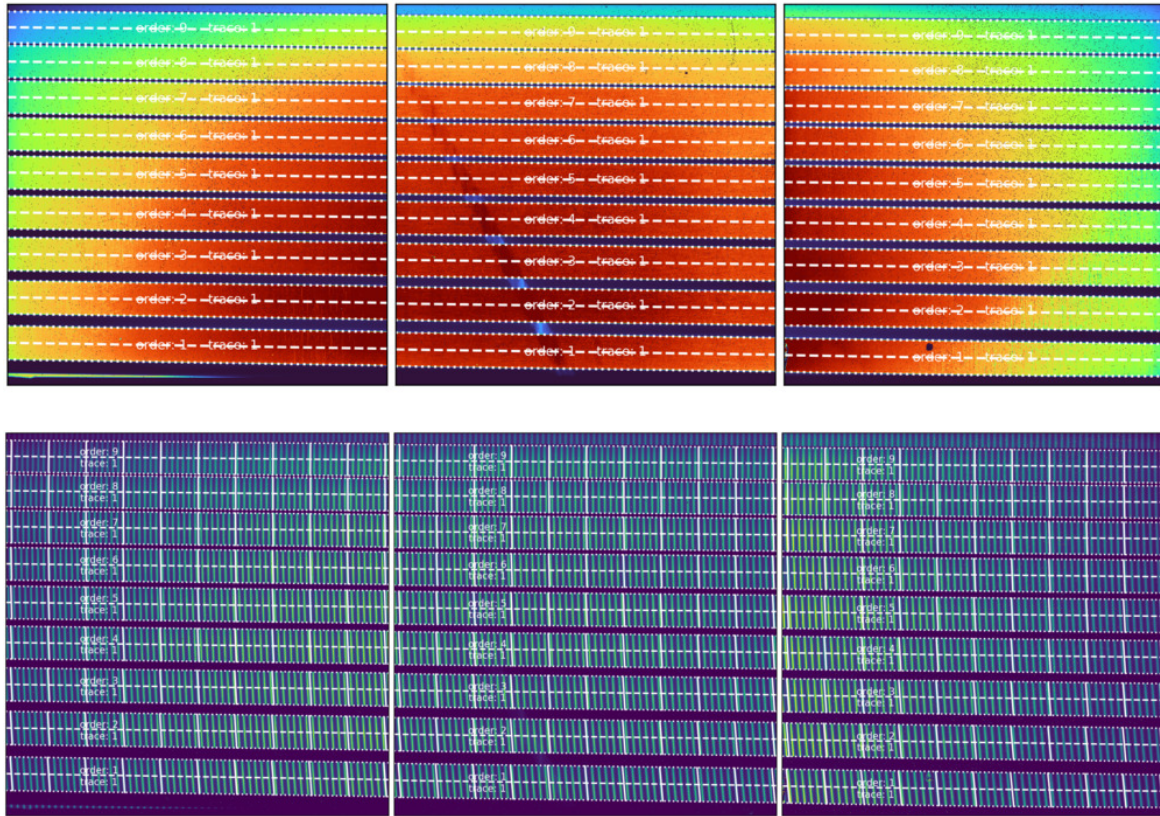 order: 9 trace: 1
order: 8 trace: 1
order: 7 trace: 1
order: 6 trace: 1
order: 5 trace: 1
order: 4 trace: 1
order: 3 trace: 1
order: 2 trace: 1
order: 1 trace: 1
order: 9 trace: 1
order: 8 trace: 1
order: 7 trace: 1
order: 6 trace: 1
order: 5 trace: 1
order: 4 trace: 1
order: 3 trace: 1
order: 2 trace: 1
order: 1 trace: 1
order: 9 trace: 1
order: 8 trace: 1
order: 7 trace: 1
order: 6 trace: 1
order: 5 trace: 1
order: 4 trace: 1
order: 3 trace: 1
order: 2 trace: 1
order: 1 trace: 1
order: 9
trace: 1
order: 8
trace: 1
order: 7
trace: 1
order: 6
trace: 1
order: 5
trace: 1
order: 4
trace: 1
order: 3
trace: 1
order: 2
trace: 1
order: 1
trace: 1
order: 9
trace: 1
order: 8
trace: 1
order: 7
trace: 1
order: 6
trace: 1
order: 5
trace: 1
order: 4
trace: 1
order: 3
trace: 1
order: 2
trace: 1
order: 1
trace: 1
order: 9
trace: 1
order: 8
trace: 1
order: 7
trace: 1
order: 6
trace: 1
order: 5
trace: 1
order: 4
trace: 1
order: 3
trace: 1
order: 2
trace: 1
order: 1
trace: 1